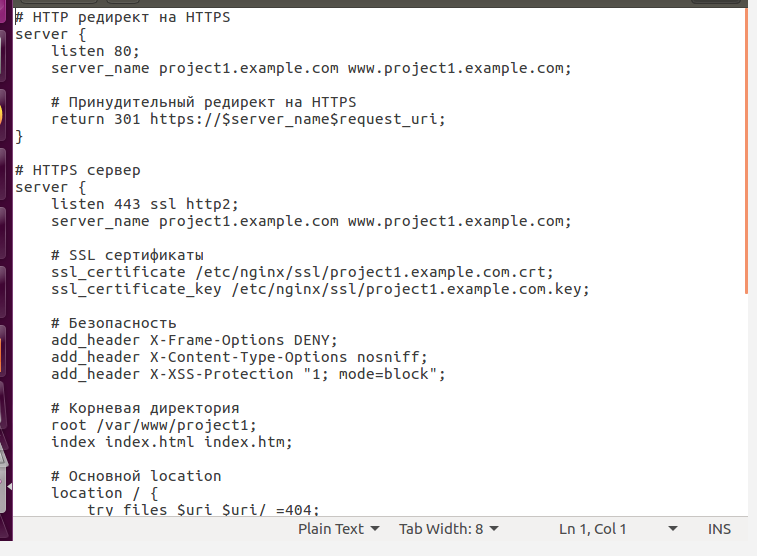 # HTTP редирект на HTTPS
server {
    listen 80;
    server_name project1.example.com www.project1.example.com;

    # Принудительный редирект на HTTPS
    return 301 https://$server_name$request_uri;
}

# HTTPS сервер
server {
    listen 443 ssl http2;
    server_name project1.example.com www.project1.example.com;

    # SSL сертификаты
    ssl_certificate /etc/nginx/ssl/project1.example.com.crt;
    ssl_certificate_key /etc/nginx/ssl/project1.example.com.key;

    # Безопасность
    add_header X-Frame-Options DENY;
    add_header X-Content-Type-Options nosniff;
    add_header X-XSS-Protection "1; mode=block";

    # Корневая директория
    root /var/www/project1;
    index index.html index.htm;

    # Основной location
    location / {
        try_files $uri $uri/ =404;
Plain Text Tab Width: 8 Ln 1, Col 1 INS